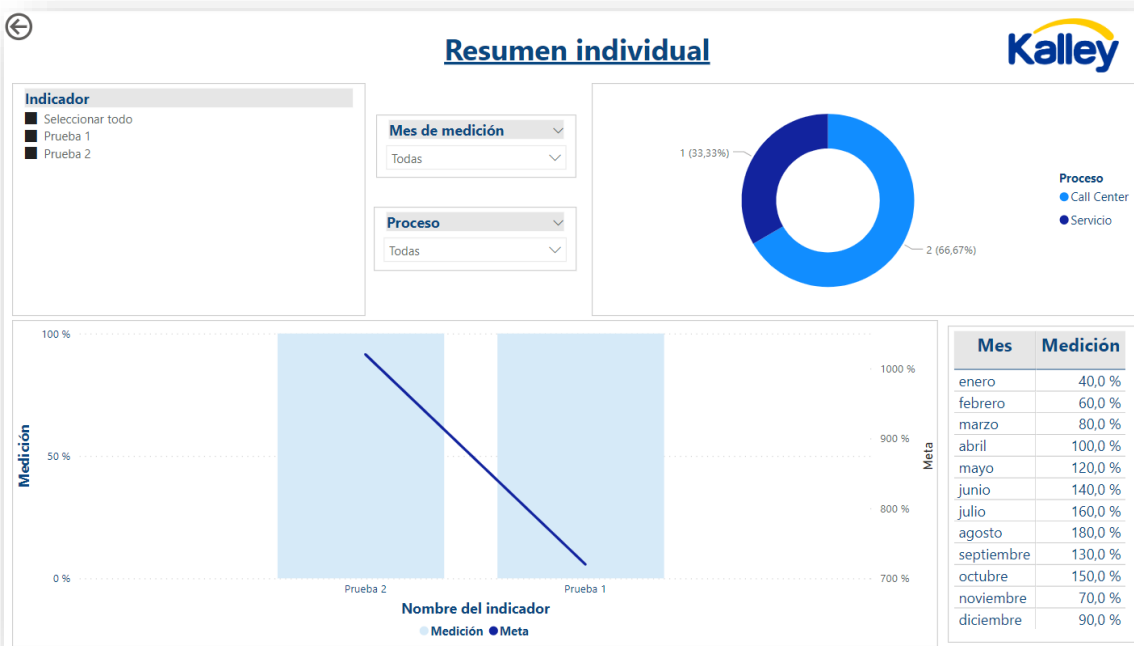 Resumen individual
Kalley
Indicador
Seleccionar todo
Prueba 1
Prueba 2
Mes de medición
Todas
Proceso
Todas
1 (33,33%)
2 (66,67%)
Proceso
Call Center
Servicio
100 %
50 %
0 %
Medición
1000 %
900 %
800 %
700 %
Meta
Prueba 2 Prueba 1
Nombre del indicador
Medición Meta
Mes Medición
enero 40,0 %
febrero 60,0 %
marzo 80,0 %
abril 100,0 %
mayo 120,0 %
junio 140,0 %
julio 160,0 %
agosto 180,0 %
septiembre 130,0 %
octubre 150,0 %
noviembre 70,0 %
diciembre 90,0 %